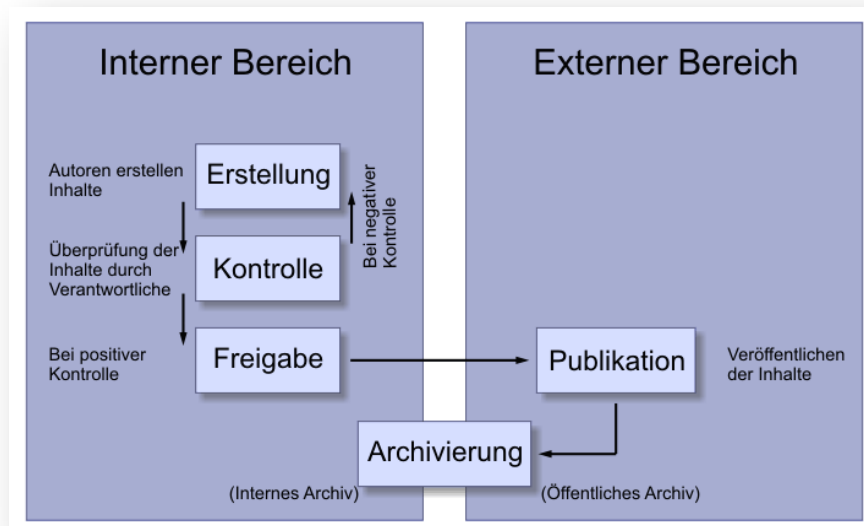 Interner Bereich
Externer Bereich
Autoren erstellen
Inhalte
Erstellung
Bei negativer
Kontrolle
Überprüfung der
Inhalte durch
Verantwortliche
Kontrolle
Bei positiver
Kontrolle
Freigabe
Publikation
Veröffentlichen
der Inhalte
Archivierung
(Internes Archiv)
(Öffentliches Archiv)